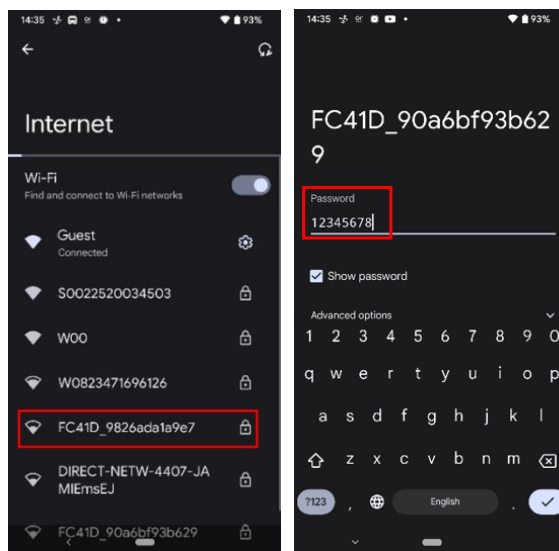 14:35
93%
Internet
Wi-Fi
Find and connect to Wi-Fi networks
Guest
Connected
S0022520034503
W00
W0823471696126
FC41D_9826ada1a9e7
DIRECT-NETW-4407-JA
MIEmsEJ
FC41D_90a6bf93b629
14:35
93%
FC41D_90a6bf93b62
9
Password
12345678
Show password
Advanced options
1 2 3 4 5 6 7 8 9 0
q w e r t y u i o p
a s d f g h j k l
z x c v b n m
?123 , English .